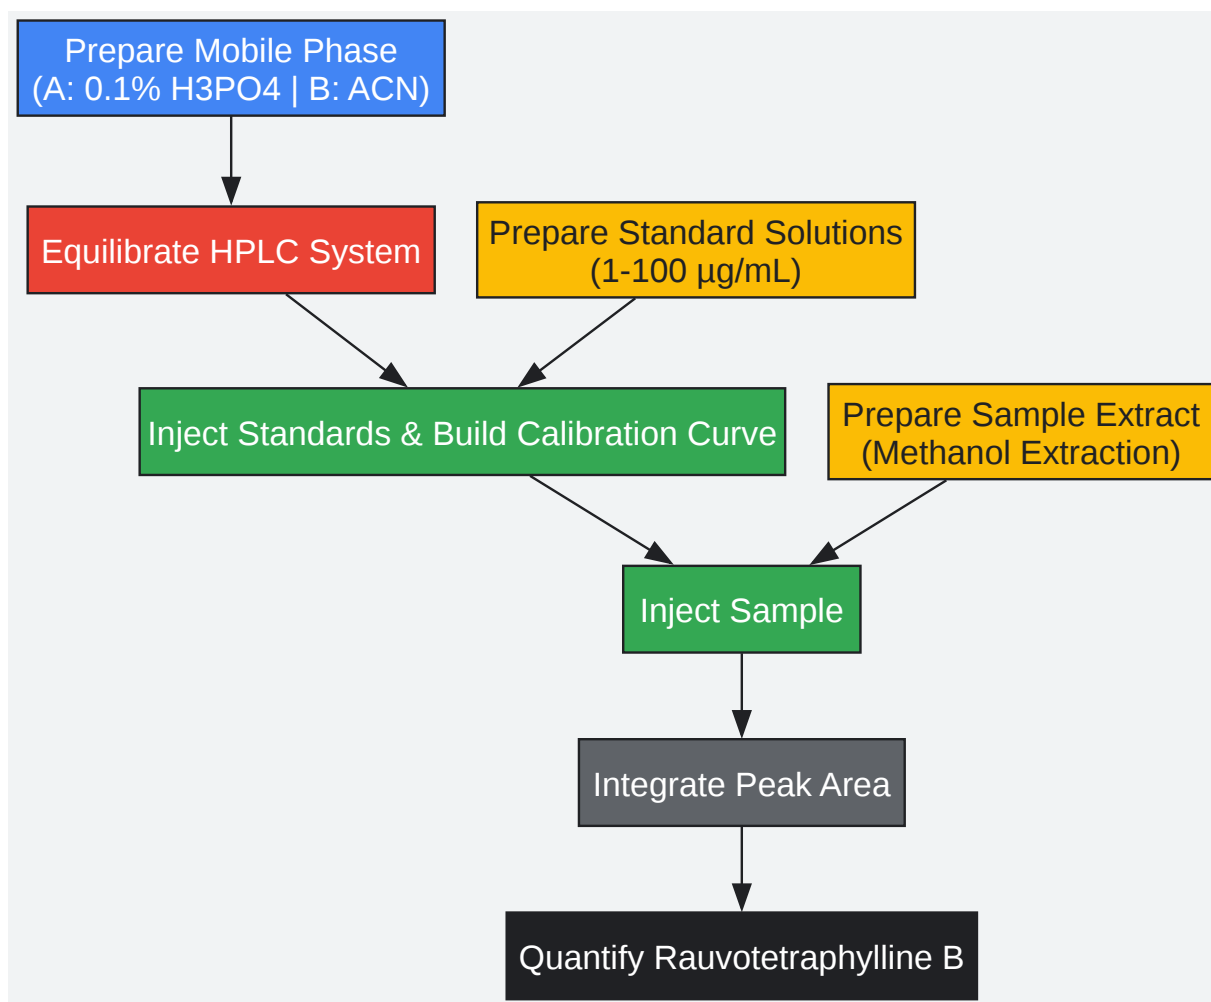 Prepare Mobile Phase
(A: 0.1% H3PO4 | B: ACN)
Equilibrate HPLC System
Prepare Standard Solutions
(1-100 µg/mL)
Inject Standards & Build Calibration Curve
Prepare Sample Extract
(Methanol Extraction)
Inject Sample
Integrate Peak Area
Quantify Rauvotetraphylline B